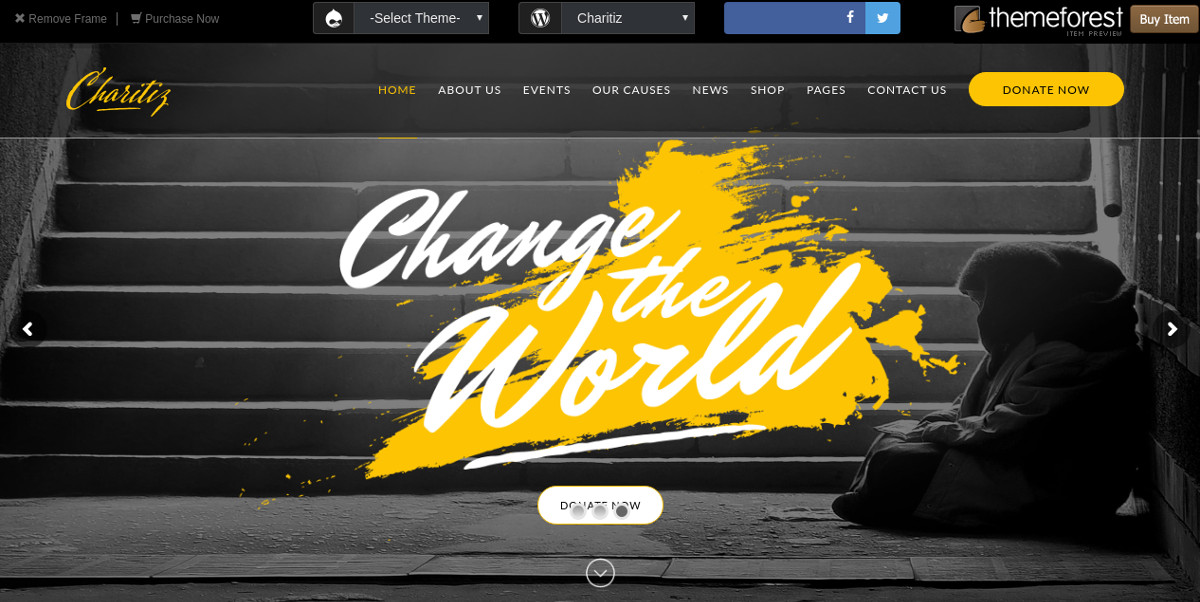 Remove Frame | Purchase Now
-Select Theme-
Charitiz
themeforest
ITEM PREVIEW
Buy Item
Charitiz
HOME ABOUT US EVENTS OUR CAUSES NEWS SHOP PAGES CONTACT US DONATE NOW
Change
the
World
DONATE NOW